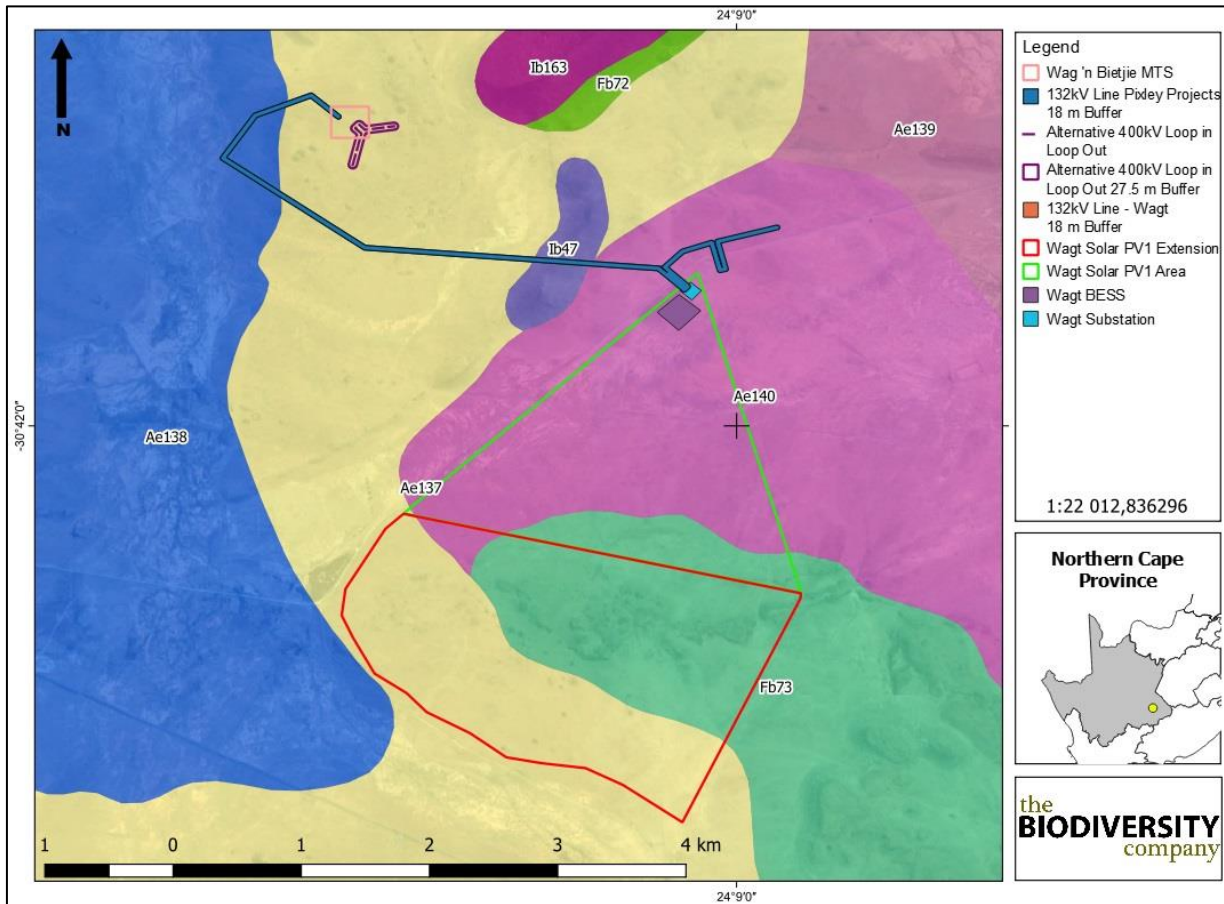 24°9'0"
Legend
Wag 'n Bietjie MTS
132kV Line Pixley Projects
18 m Buffer
Alternative 400kV Loop in
Loop Out
Alternative 400kV Loop in
Loop Out 27.5 m Buffer
132kV Line - Wagt
18 m Buffer
Wagt Solar PV1 Extension
Wagt Solar PV1 Area
Wagt BESS
Wagt Substation
N
Ib163
Fb72
Ae139
Ib47
Ae140
-30°42'0"
Ae138
Ae137
Fb73
1:22 012,836296
Northern Cape
Province
1 0 1 2 3 4 km
24°9'0"
the
BIODIVERSITY
company